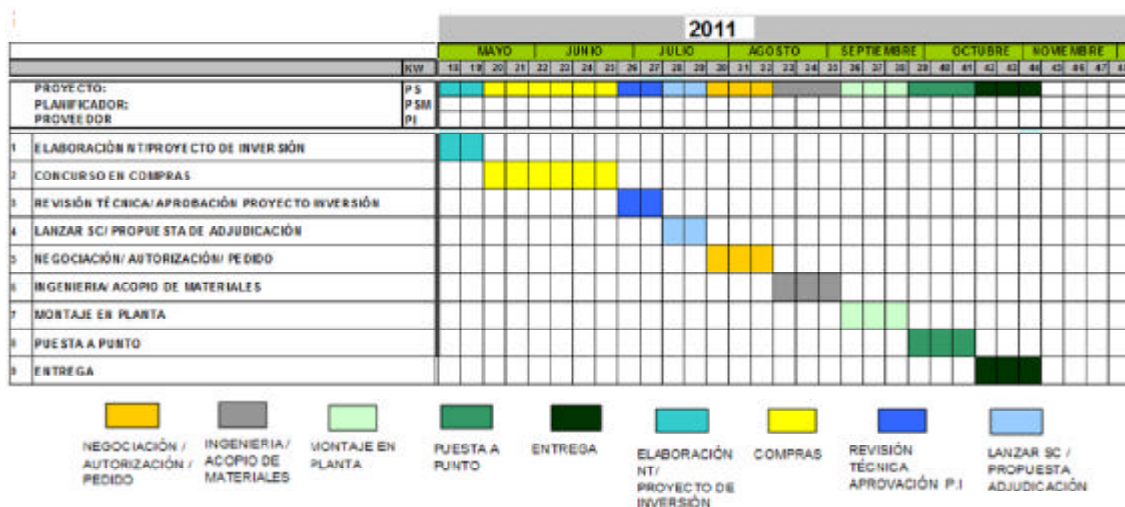 2011
MAYO JUNIO JULIO AGOSTO SEPTIEMBRE OCTUBRE NOVIEMBRE
KW 18 19 20 21 22 23 24 25 26 27 28 29 30 31 32 33 34 35 36 37 38 39 40 41 42 43 44 45 46 47 48
PROYECTO: PS
PLANIFICADOR: PSM
PROVEEDOR PI
1 ELABORACIÓN NT/PROYECTO DE INVERSIÓN
2 CONCURSO EN COMPRAS
3 REVISIÓN TÉCNICA/ APROBACIÓN PROYECTO INVERSIÓN
4 LANZAR SC/ PROPUESTA DE ADJUDICACIÓN
5 NEGOCIACIÓN/ AUTORIZACIÓN/ PEDIDO
6 INGENIERIA/ ACOPIO DE MATERIALES
7 MONTAJE EN PLANTA
8 PUESTA A PUNTO
9 ENTREGA
NEGOCIACIÓN /
AUTORIZACIÓN /
PEDIDO
INGENIERIA /
ACOPIO DE
MATERIALES
MONTAJE EN
PLANTA
PUESTA A
PUNTO
ENTREGA
ELABORACIÓN
NT/
PROYECTO DE
INVERSIÓN
COMPRAS
REVISIÓN
TÉCNICA
APROVACIÓN P.I
LANZAR SC /
PROPUESTA
ADJUDICACIÓN